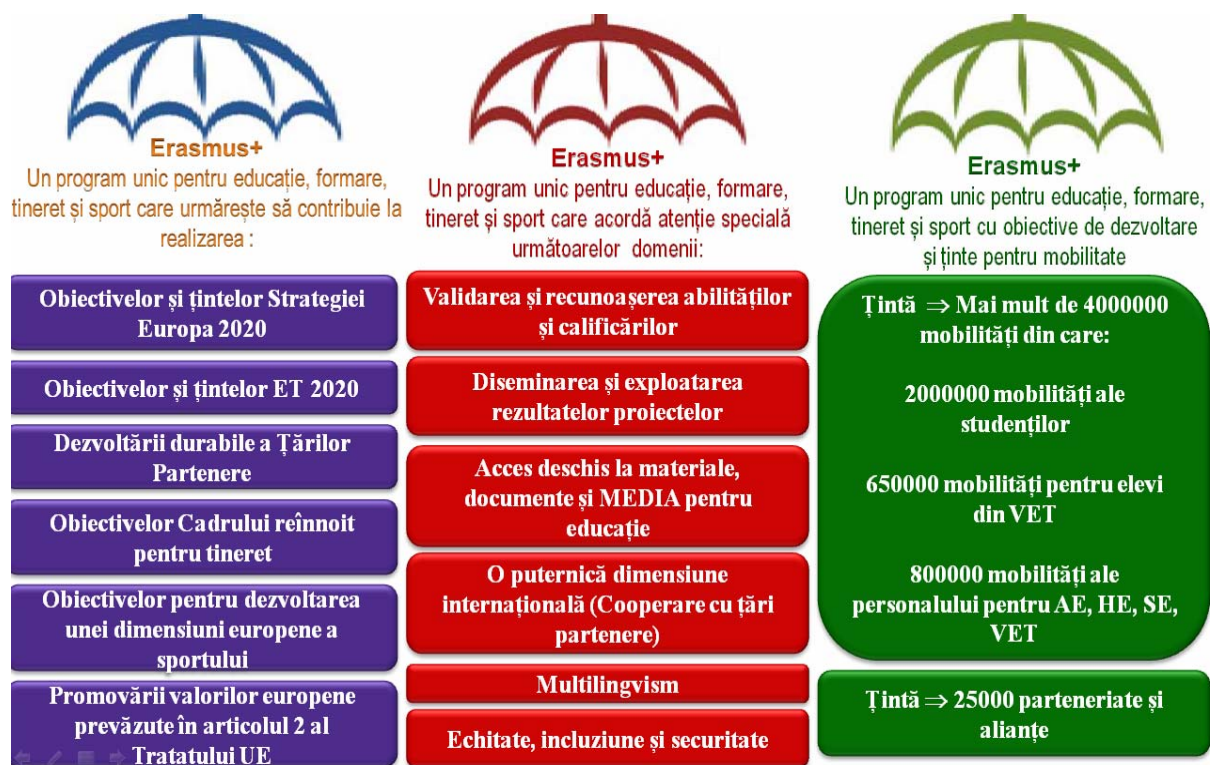 Erasmus+
Un program unic pentru educație, formare,
tineret și sport care urmărește să contribuie la
realizarea :
Obiectivelor și țintelor Strategiei
Europa 2020
Obiectivelor și țintelor ET 2020
Dezvoltării durabile a Țărilor
Partenere
Obiectivelor Cadrului reînnoit
pentru tineret
Obiectivelor pentru dezvoltarea
unei dimensiuni europene a
sportului
Promovării valorilor europene
prevăzute în articolul 2 al
Tratatului UE
Erasmus+
Un program unic pentru educație, formare,
tineret și sport care acordă atenție specială
următoarelor domenii:
Validarea și recunoașerea abilităților
și calificărilor
Diseminarea și exploatarea
rezultatelor proiectelor
Acces deschis la materiale,
documente și MEDIA pentru
educație
O puternică dimensiune
internațională (Cooperare cu țări
partenere)
Multilingvism
Echitate, incluziune și securitate
Erasmus+
Un program unic pentru educație, formare,
tineret și sport cu obiective de dezvoltare
și ținte pentru mobilitate
Țintă ⇒ Mai mult de 4000000
mobilități din care:
2000000 mobilități ale
studenților
650000 mobilități pentru elevi
din VET
800000 mobilități ale
personalului pentru AE, HE, SE,
VET
Țintă ⇒ 25000 parteneriate și
alianțe